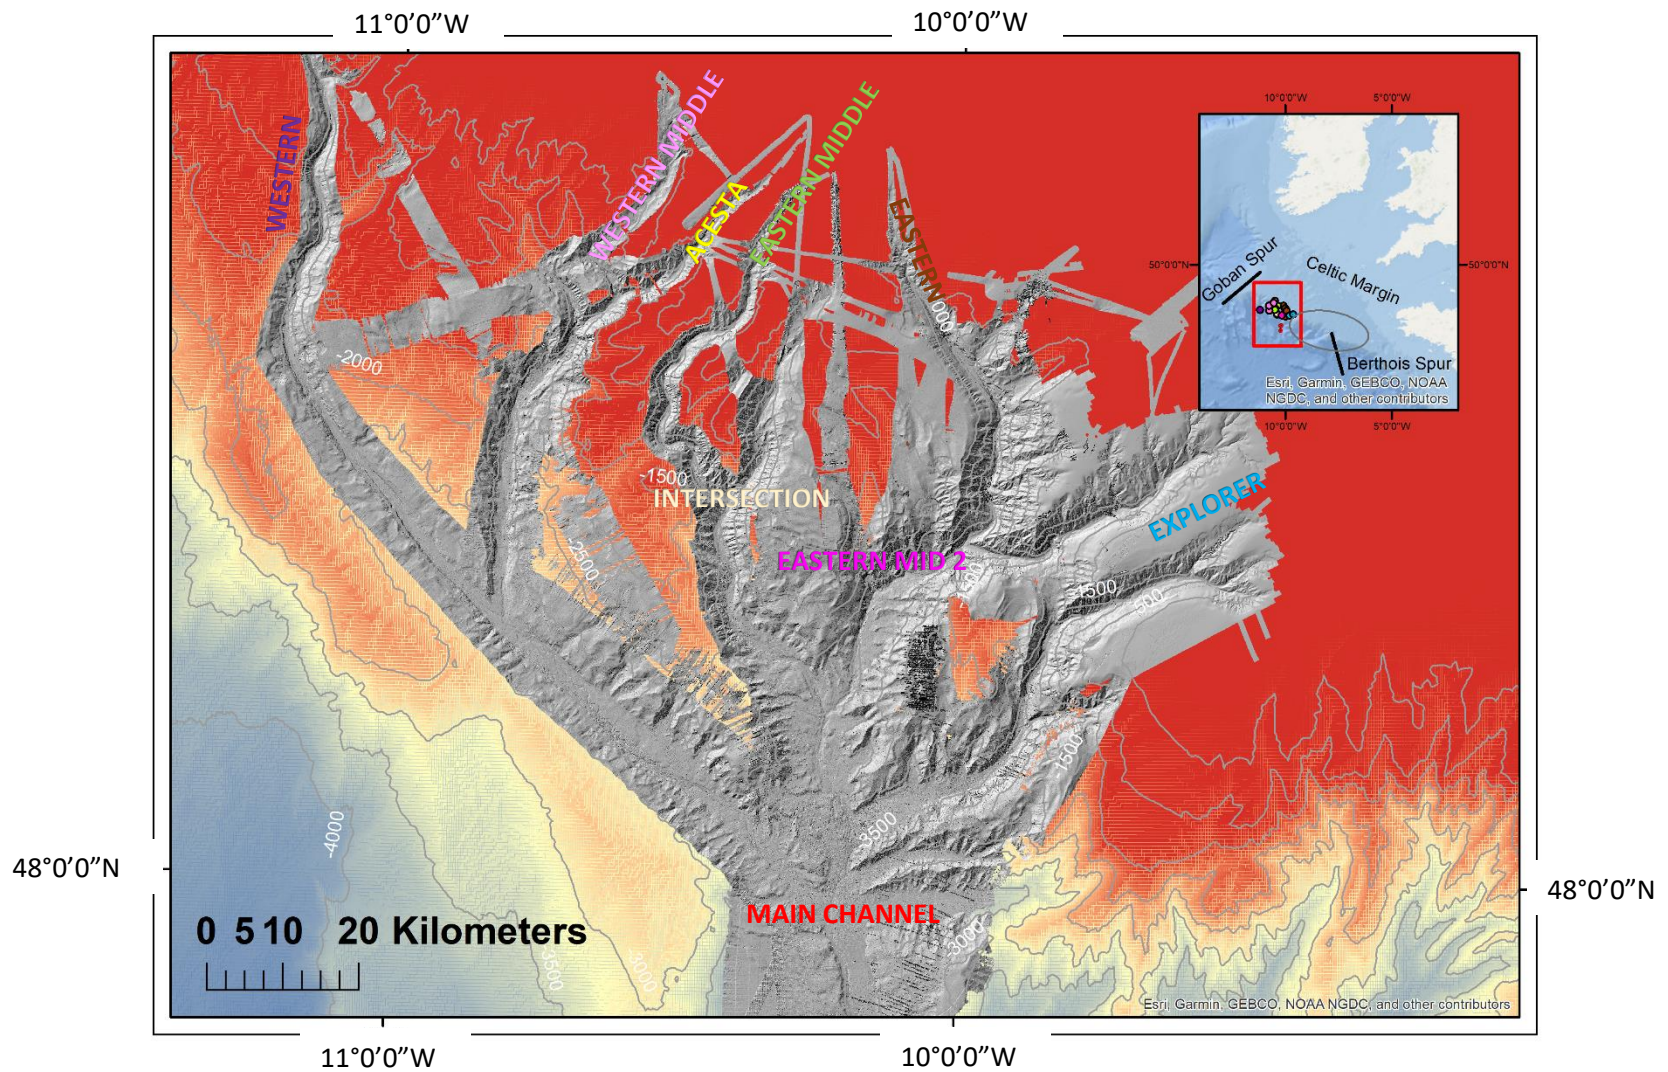 11°0'0”W
10°0'0”W
WESTERN
WESTERN MIDDLE
ACESTA
EASTERN MIDDLE
EASTERN
10°0'0"W
5°0'0"W
50°0'0"N
50°0'0"N
Goban Spur
Celtic Margin
Berthois Spur
Esri, Garmin, GEBCO, NOAA
NGDC, and other contributors
10°0'0"W
5°0'0"W
-2000
-1500
INTERSECTION
EXPLORER
-2500
EASTERN MID 2
-1500
500
-1500
-3500
-4000
48°0'0”N
48°0'0”N
MAIN CHANNEL
-3000
3500
3000
0 5 10 20 Kilometers
Esri, Garmin, GEBCO, NOAA NGDC, and other contributors
11°0'0”W
10°0'0”W